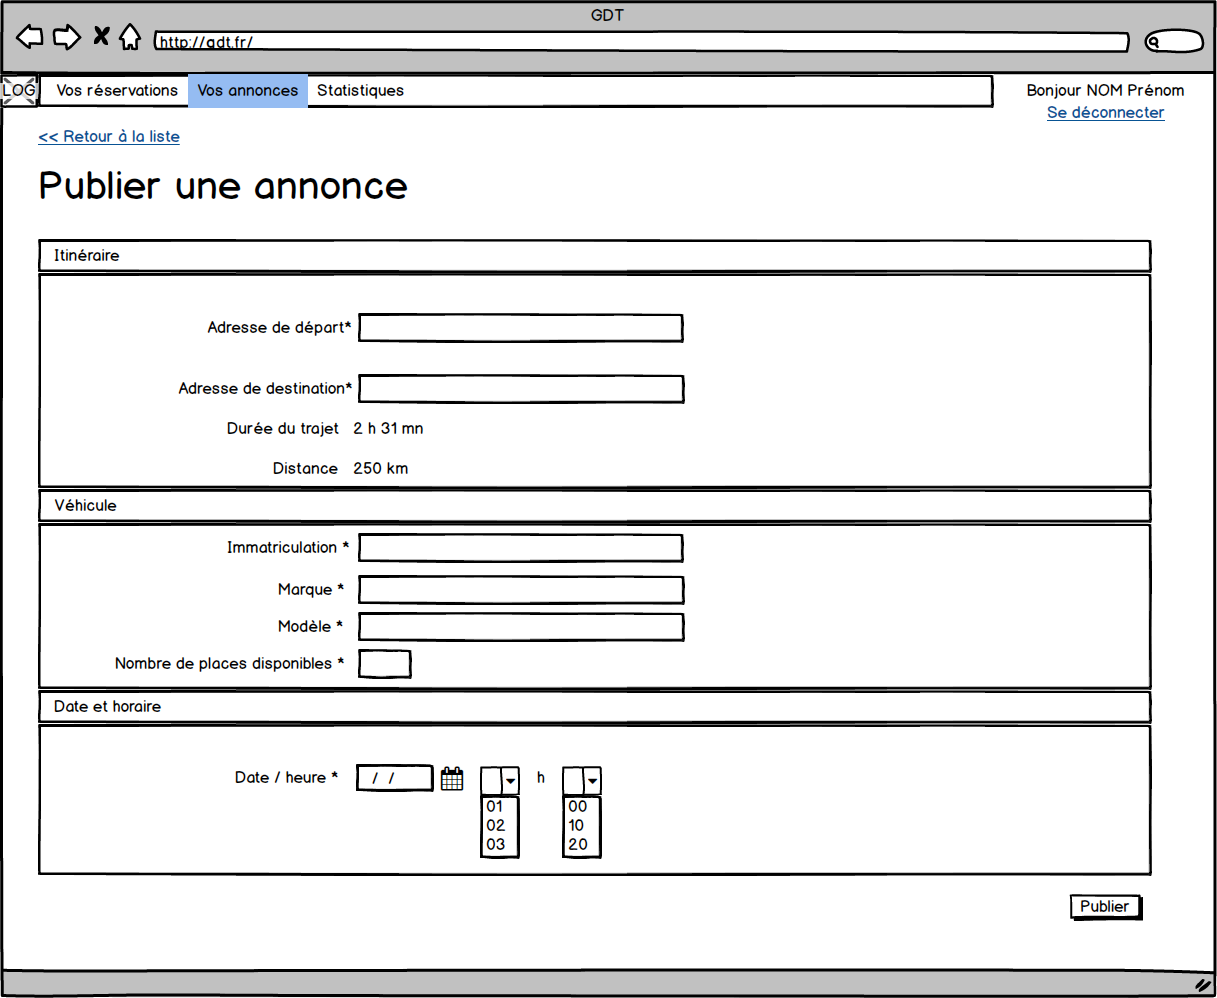 GDT
http://gdt.fr/
LOG Vos réservations Vos annonces Statistiques Bonjour NOM Prénom
Se déconnecter
<< Retour à la liste
Publier une annonce
Itinéraire
Adresse de départ*
Adresse de destination*
Durée du trajet 2 h 31 mn
Distance 250 km
Véhicule
Immatriculation *
Marque *
Modèle *
Nombre de places disponibles *
Date et horaire
Date / heure * / / h
01 00
02 10
03 20
Publier